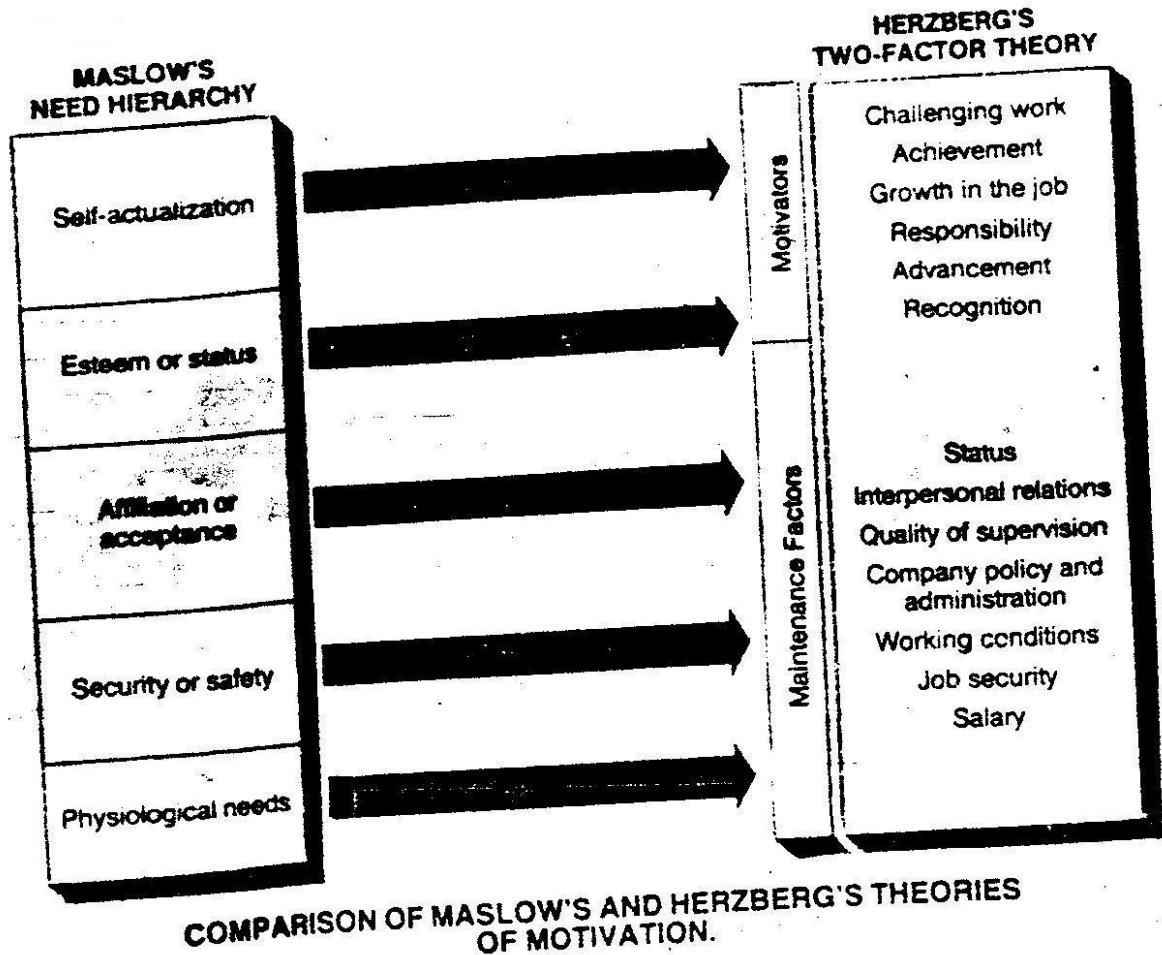 MASLOW'S
NEED HIERARCHY
Self-actualization
Esteem or status
Affiliation or
acceptance
Security or safety
Physiological needs
HERZBERG'S
TWO-FACTOR THEORY
Motivators
Maintenance Factors
Challenging work
Achievement
Growth in the job
Responsibility
Advancement
Recognition
Status
Interpersonal relations
Quality of supervision
Company policy and
administration
Working conditions
Job security
Salary
COMPARISON OF MASLOW'S AND HERZBERG'S THEORIES
OF MOTIVATION.